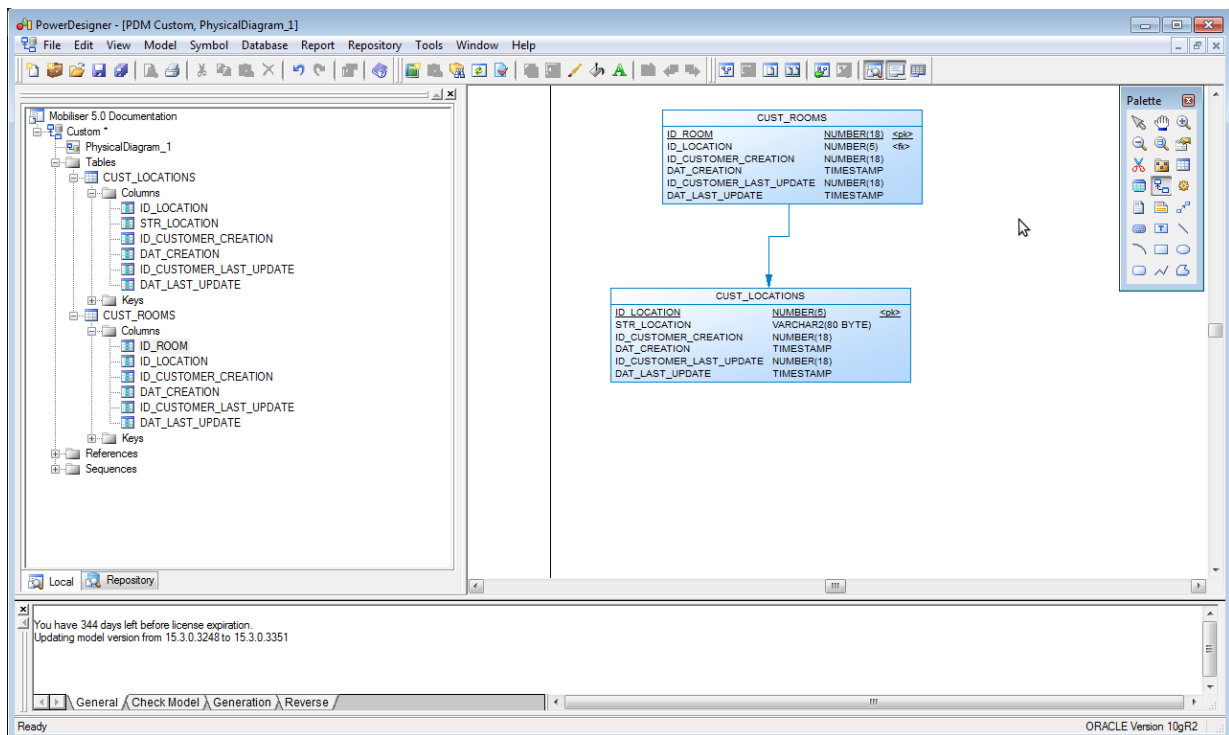 PowerDesigner - [PDM Custom, PhysicalDiagram_1]
File Edit View Model Symbol Database Report Repository Tools Window Help
Mobiliser 5.0 Documentation
Custom *
PhysicalDiagram_1
Tables
CUST_LOCATIONS
Columns
ID_LOCATION
STR_LOCATION
ID_CUSTOMER_CREATION
DAT_CREATION
ID_CUSTOMER_LAST_UPDATE
DAT_LAST_UPDATE
Keys
CUST_ROOMS
Columns
ID_ROOM
ID_LOCATION
ID_CUSTOMER_CREATION
DAT_CREATION
ID_CUSTOMER_LAST_UPDATE
DAT_LAST_UPDATE
Keys
References
Sequences
Local Repository
CUST_ROOMS
ID_ROOM NUMBER(18) <pk>
ID_LOCATION NUMBER(5) <fk>
ID_CUSTOMER_CREATION NUMBER(18)
DAT_CREATION TIMESTAMP
ID_CUSTOMER_LAST_UPDATE NUMBER(18)
DAT_LAST_UPDATE TIMESTAMP
CUST_LOCATIONS
ID_LOCATION NUMBER(5) <pk>
STR_LOCATION VARCHAR2(80 BYTE)
ID_CUSTOMER_CREATION NUMBER(18)
DAT_CREATION TIMESTAMP
ID_CUSTOMER_LAST_UPDATE NUMBER(18)
DAT_LAST_UPDATE TIMESTAMP
Palette
You have 344 days left before license expiration.
Updating model version from 15.3.0.3248 to 15.3.0.3351
General Check Model Generation Reverse
Ready ORACLE Version 10gR2